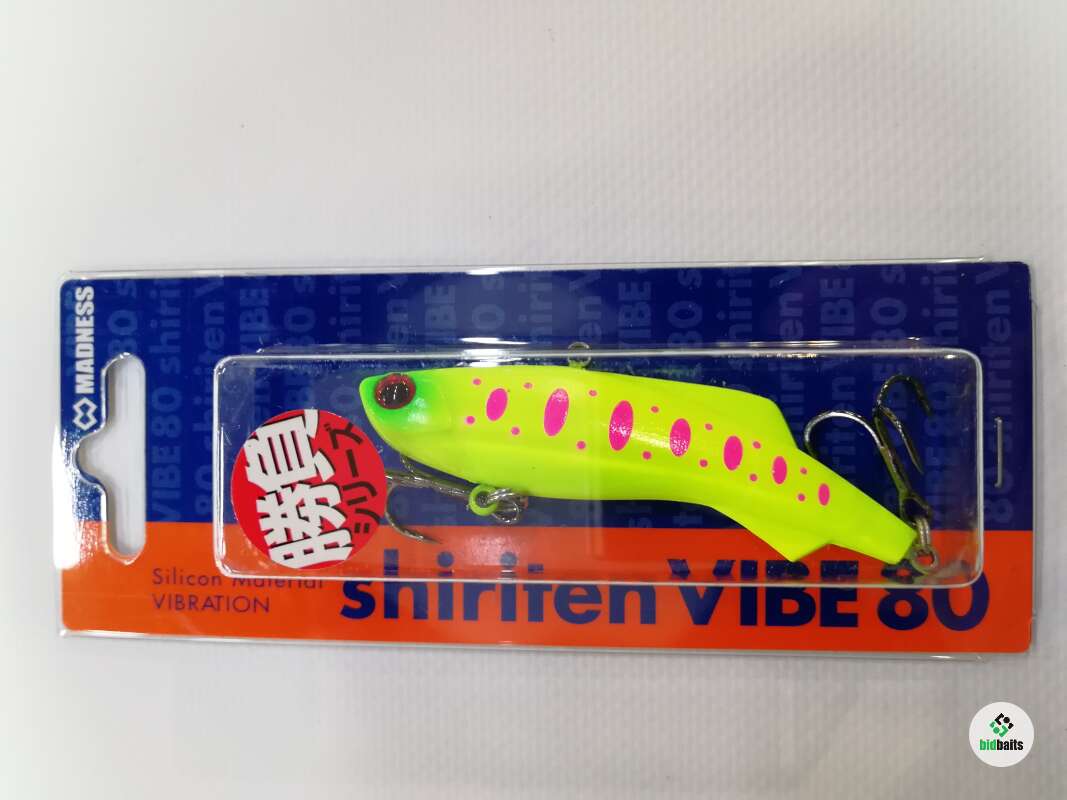 MADNESS
勝負
シリーズ
Silicon Material
VIBRATION
shiriten VIBE 80
bidbaits